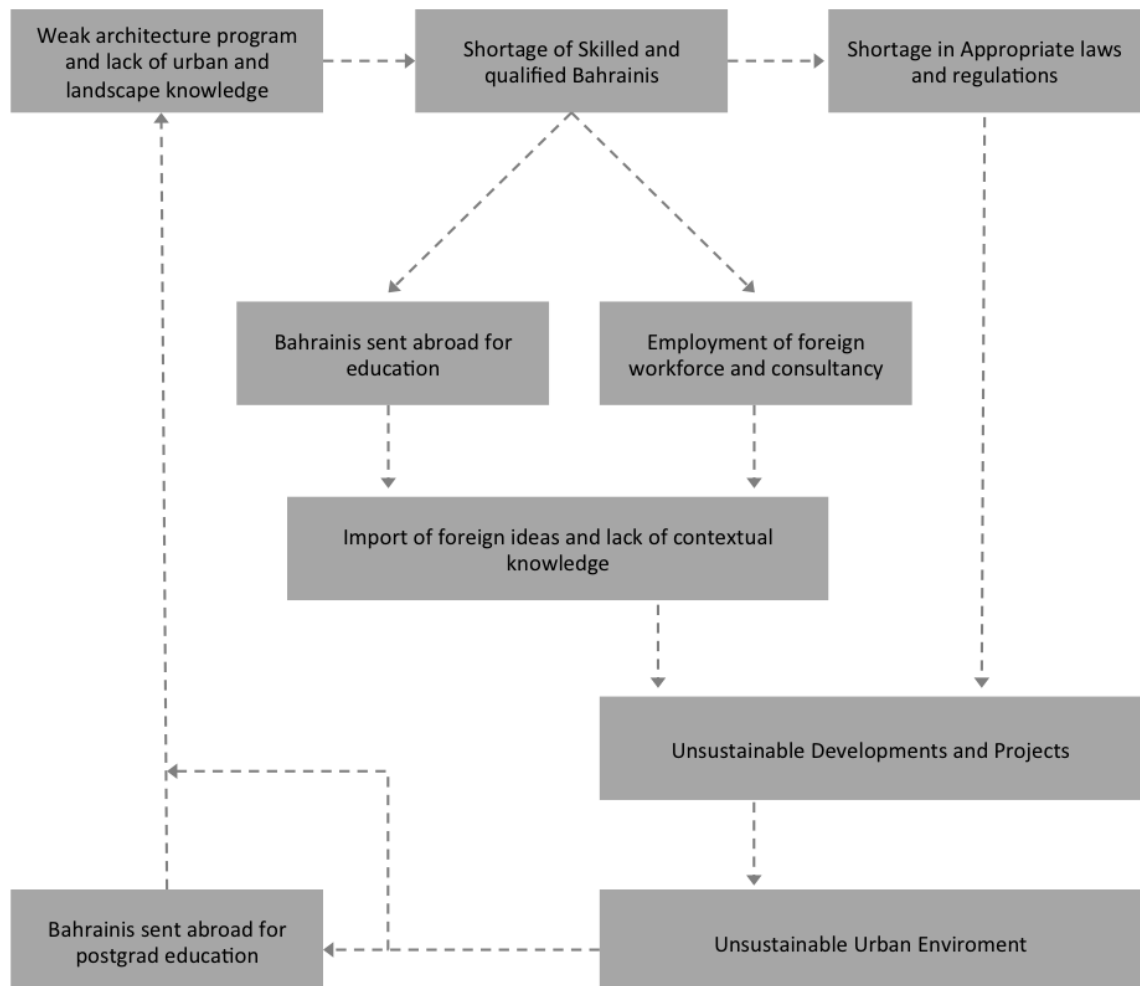 Weak architecture program
and lack of urban and
landscape knowledge
Shortage of Skilled and
qualified Bahrainis
Shortage in Appropriate laws
and regulations
Bahrainis sent abroad for
education
Employment of foreign
workforce and consultancy
Import of foreign ideas and lack of contextual
knowledge
Unsustainable Developments and Projects
Bahrainis sent abroad for
postgrad education
Unsustainable Urban Enviroment